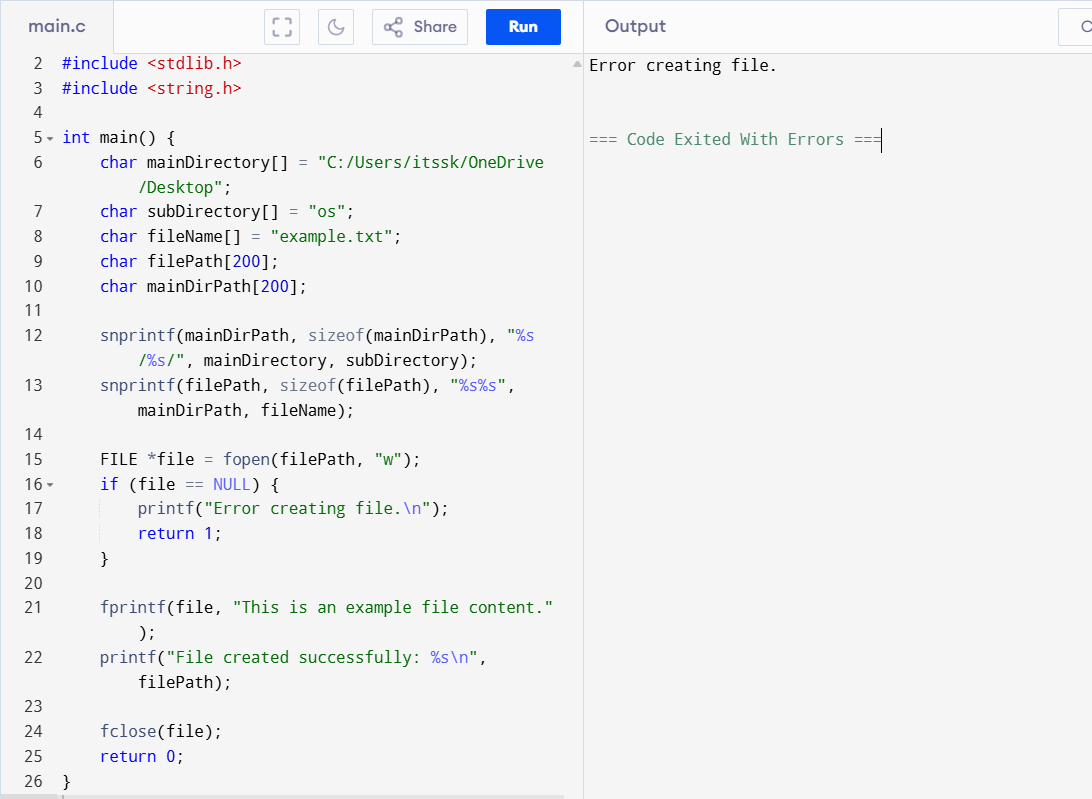 main.c
Share
Run
Output
2 #include <stdlib.h>
3 #include <string.h>
4
5 int main() {
6     char mainDirectory[] = "C:/Users/itssk/OneDrive
        /Desktop";
7     char subDirectory[] = "os";
8     char fileName[] = "example.txt";
9     char filePath[200];
10     char mainDirPath[200];
11
12     snprintf(mainDirPath, sizeof(mainDirPath), "%s
        /%s/", mainDirectory, subDirectory);
13     snprintf(filePath, sizeof(filePath), "%s%s",
        mainDirPath, fileName);
14
15     FILE *file = fopen(filePath, "w");
16     if (file == NULL) {
17         printf("Error creating file.\n");
18         return 1;
19     }
20
21     fprintf(file, "This is an example file content."
        );
22     printf("File created successfully: %s\n",
        filePath);
23
24     fclose(file);
25     return 0;
26 }
Error creating file.
=== Code Exited With Errors ===